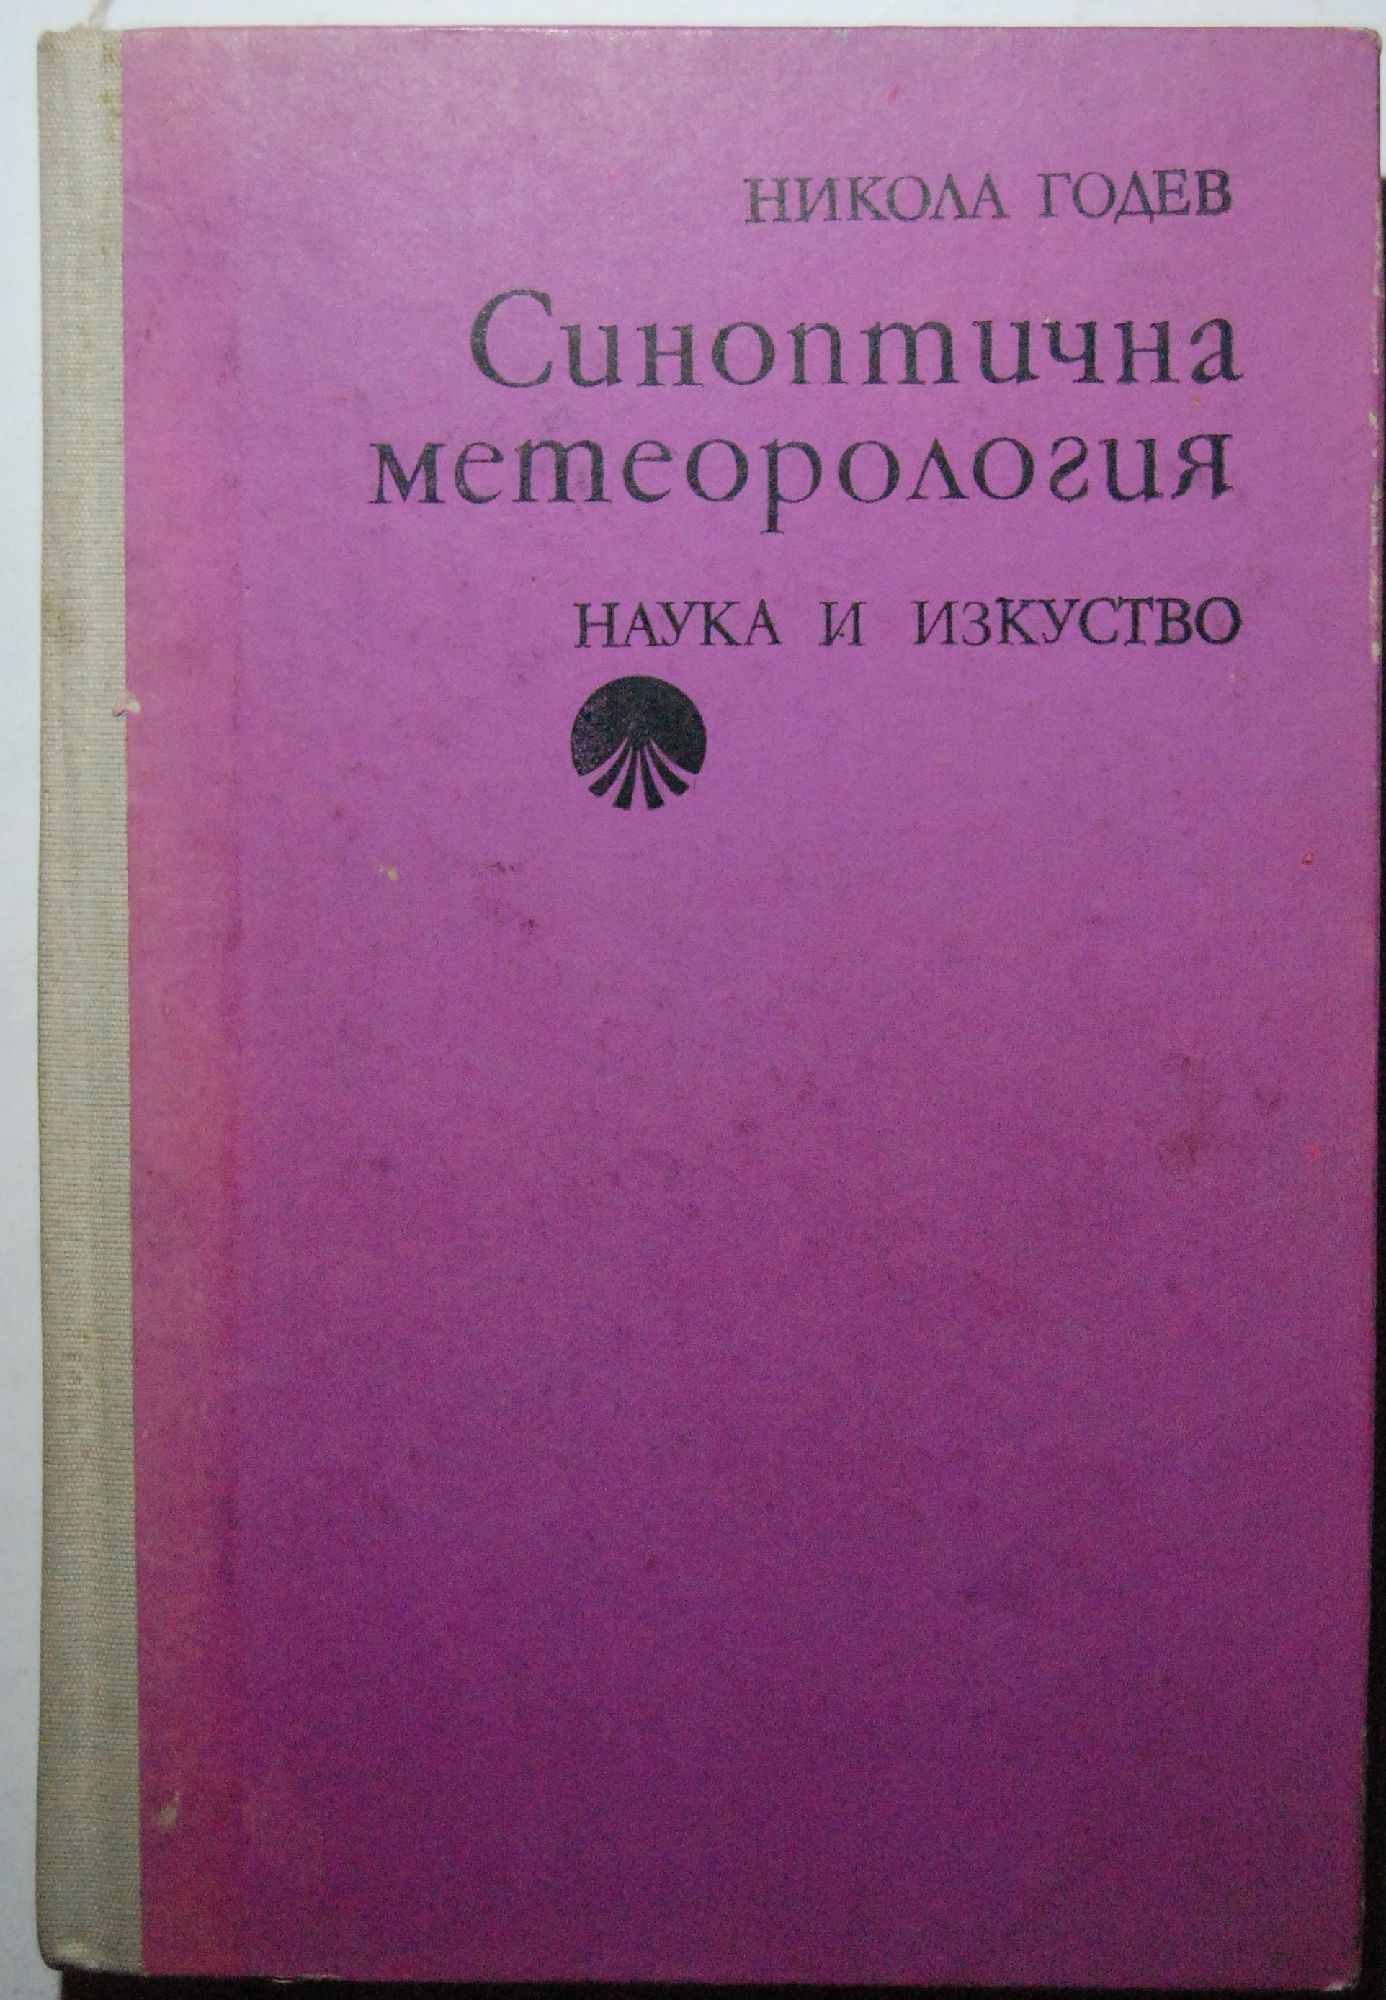 НИКОЛА ГОДЕВ
Синоптична
метеорология
НАУКА И ИЗКУСТВО